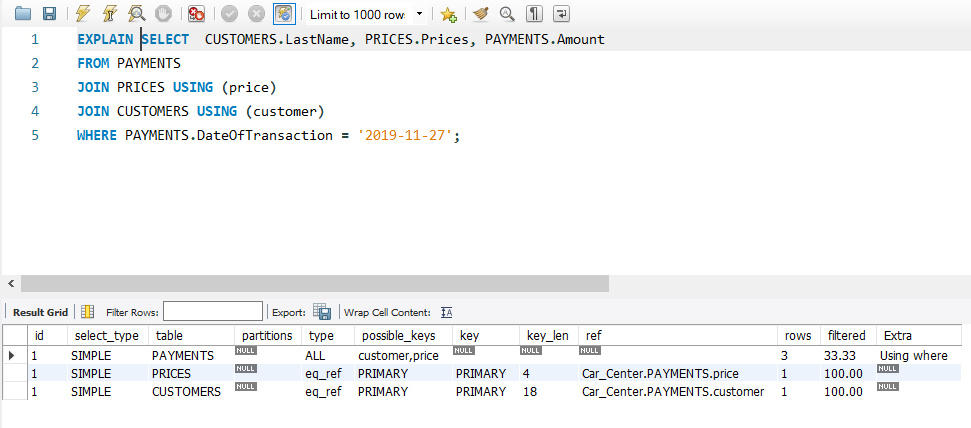 Limit to 1000 rows
1 EXPLAIN SELECT  CUSTOMERS.LastName, PRICES.Prices, PAYMENTS.Amount
2 FROM PAYMENTS
3 JOIN PRICES USING (price)
4 JOIN CUSTOMERS USING (customer)
5 WHERE PAYMENTS.DateOfTransaction = '2019-11-27';
Result Grid Filter Rows: Export: Wrap Cell Content: IA
id select_type table partitions type possible_keys key key_len ref rows filtered Extra
1 SIMPLE PAYMENTS NULL ALL customer,price NULL NULL NULL 3 33.33 Using where
1 SIMPLE PRICES NULL eq_ref PRIMARY PRIMARY 4 Car_Center.PAYMENTS.price 1 100.00 NULL
1 SIMPLE CUSTOMERS NULL eq_ref PRIMARY PRIMARY 18 Car_Center.PAYMENTS.customer 1 100.00 NULL